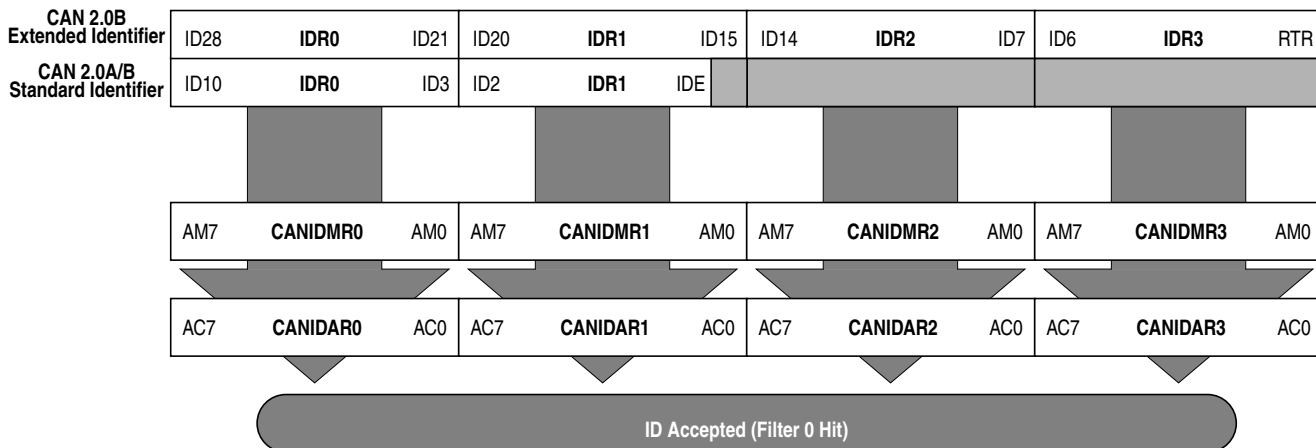 CAN 2.0B
Extended Identifier
ID28 IDR0 ID21 ID20 IDR1 ID15 ID14 IDR2 ID7 ID6 IDR3 RTR
CAN 2.0A/B
Standard Identifier
ID10 IDR0 ID3 ID2 IDR1 IDE
AM7 CANIDMR0 AM0 AM7 CANIDMR1 AM0 AM7 CANIDMR2 AM0 AM7 CANIDMR3 AM0
AC7 CANIDAR0 AC0 AC7 CANIDAR1 AC0 AC7 CANIDAR2 AC0 AC7 CANIDAR3 AC0
ID Accepted (Filter 0 Hit)